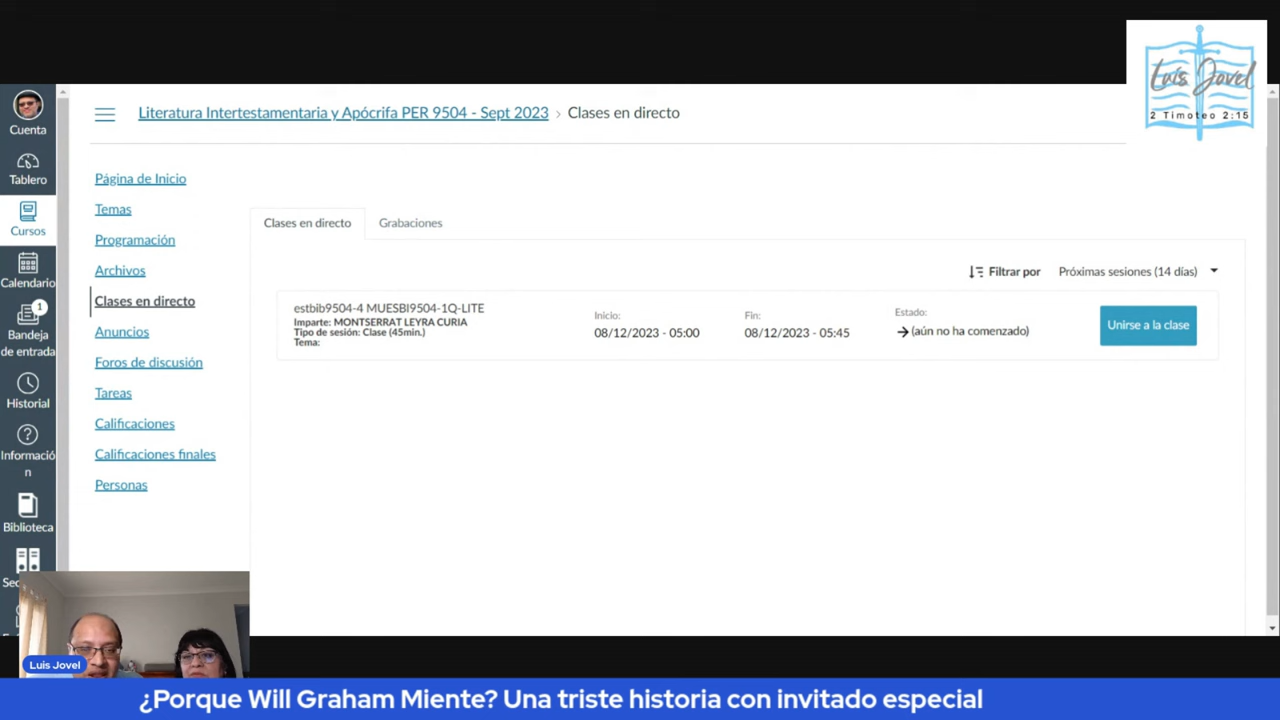 Luis Jovel
2 Timoteo 2:15
Cuenta
Tablero
Cursos
Calendario
1
Bandeja
de entrada
Historial
Informació
n
Biblioteca
Literatura Intertestamentaria y Apócrifa PER 9504 - Sept 2023 > Clases en directo
Página de Inicio
Temas
Programación
Archivos
Clases en directo
Anuncios
Foros de discusión
Tareas
Calificaciones
Calificaciones finales
Personas
Clases en directo Grabaciones
Filtrar por Próximas sesiones (14 días)
estbib9504-4 MUESBI9504-1Q-LITE
Imparte: MONTSERRAT LEYRA CURIA
Tipo de sesión: Clase (45min.)
Tema:
Inicio:
08/12/2023 - 05:00
Fin:
08/12/2023 - 05:45
Estado:
(aún no ha comenzado)
Unirse a la clase
Luis Jovel
¿Porque Will Graham Miente? Una triste historia con invitado especial